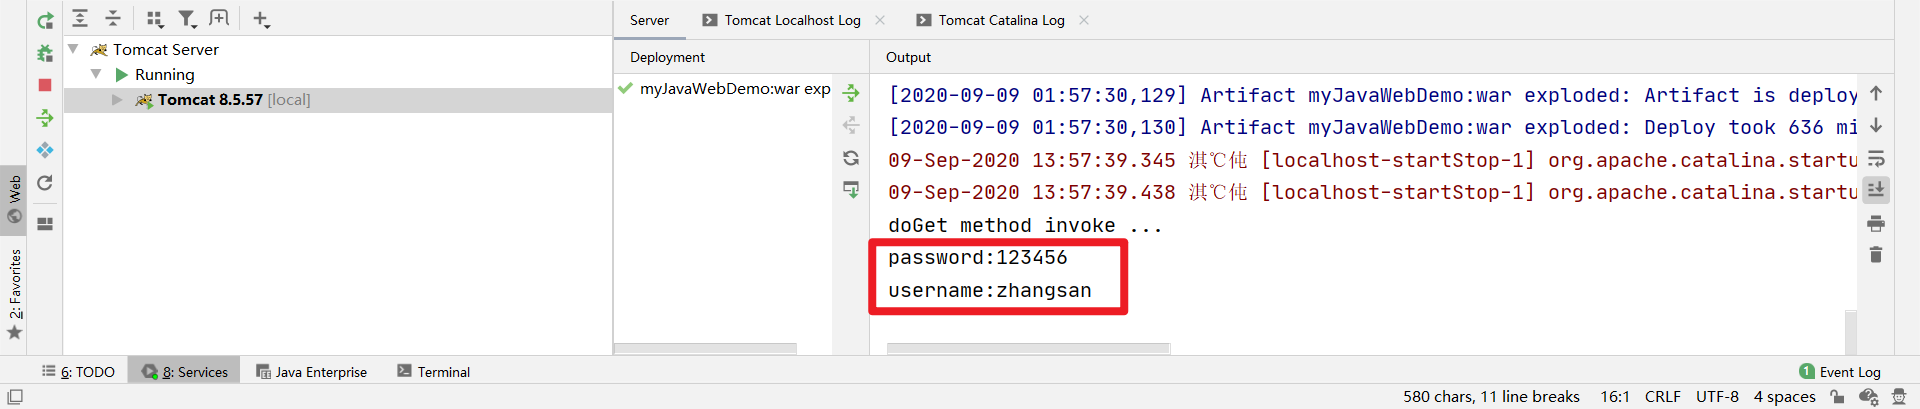 Server
Tomcat Localhost Log
Tomcat Catalina Log
Tomcat Server
Running
Tomcat 8.5.57 [local]
Deployment
Output
myJavaWebDemo:war exp
[2020-09-09 01:57:30,129] Artifact myJavaWebDemo:war exploded: Artifact is deploy
[2020-09-09 01:57:30,130] Artifact myJavaWebDemo:war exploded: Deploy took 636 mi
09-Sep-2020 13:57:39.345 淇℃伅 [localhost-startStop-1] org.apache.catalina.startu
09-Sep-2020 13:57:39.438 淇℃伅 [localhost-startStop-1] org.apache.catalina.startu
doGet method invoke ...
password:123456
username:zhangsan
Web
2: Favorites
6: TODO
8: Services
Java Enterprise
Terminal
1 Event Log
580 chars, 11 line breaks
16:1
CRLF
UTF-8
4 spaces